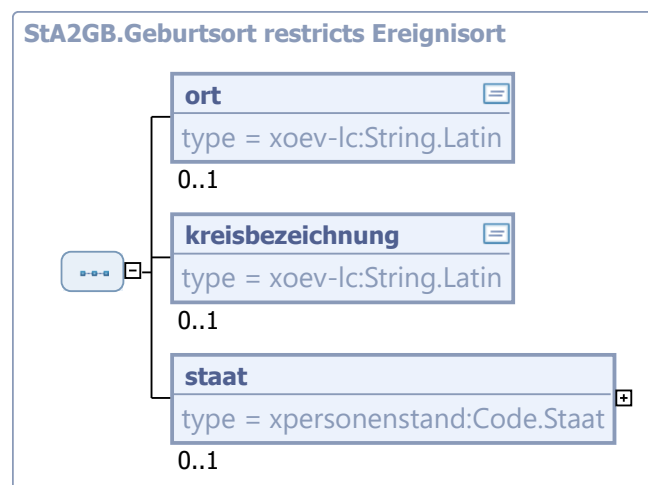 StA2GB.Geburtsort restricts Ereignisort
ort
type = xoev-lc:String.Latin
0..1
kreisbezeichnung
type = xoev-lc:String.Latin
0..1
staat
type = xpersonenstand:Code.Staat
0..1